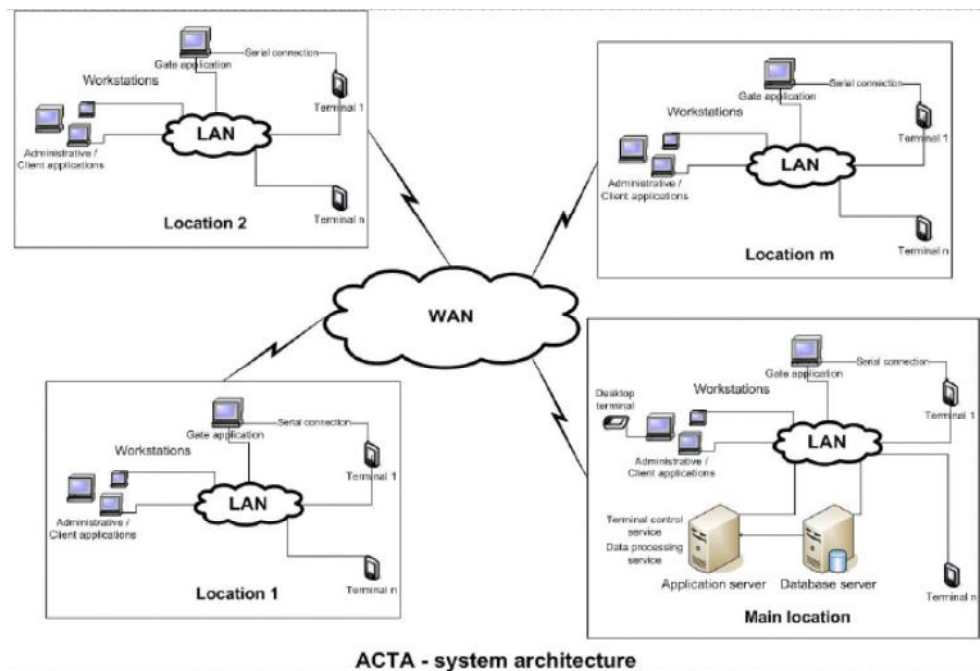 Gate application
Serial connection
Workstations
Terminal 1
LAN
Administrative /
Client applications
Terminal n
Location 2
Gate application
Serial connection
Workstations
Terminal 1
LAN
Administrative /
Client applications
Terminal n
Location m
WAN
Gate application
Serial connection
Workstations
Terminal 1
LAN
Administrative /
Client applications
Terminal n
Location 1
Gate application
Serial connection
Workstations
Desktop
terminal
Terminal 1
LAN
Administrative /
Client applications
Terminal control
service
Data processing
service
Application server
Database server
Terminal n
Main location
ACTA - system architecture